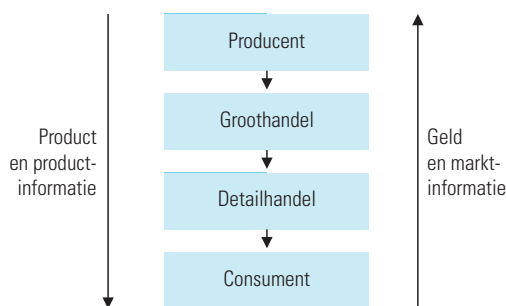 Producent
Groothandel
Product
en product-
informatie
Geld
en markt-
informatie
Detailhandel
Consument